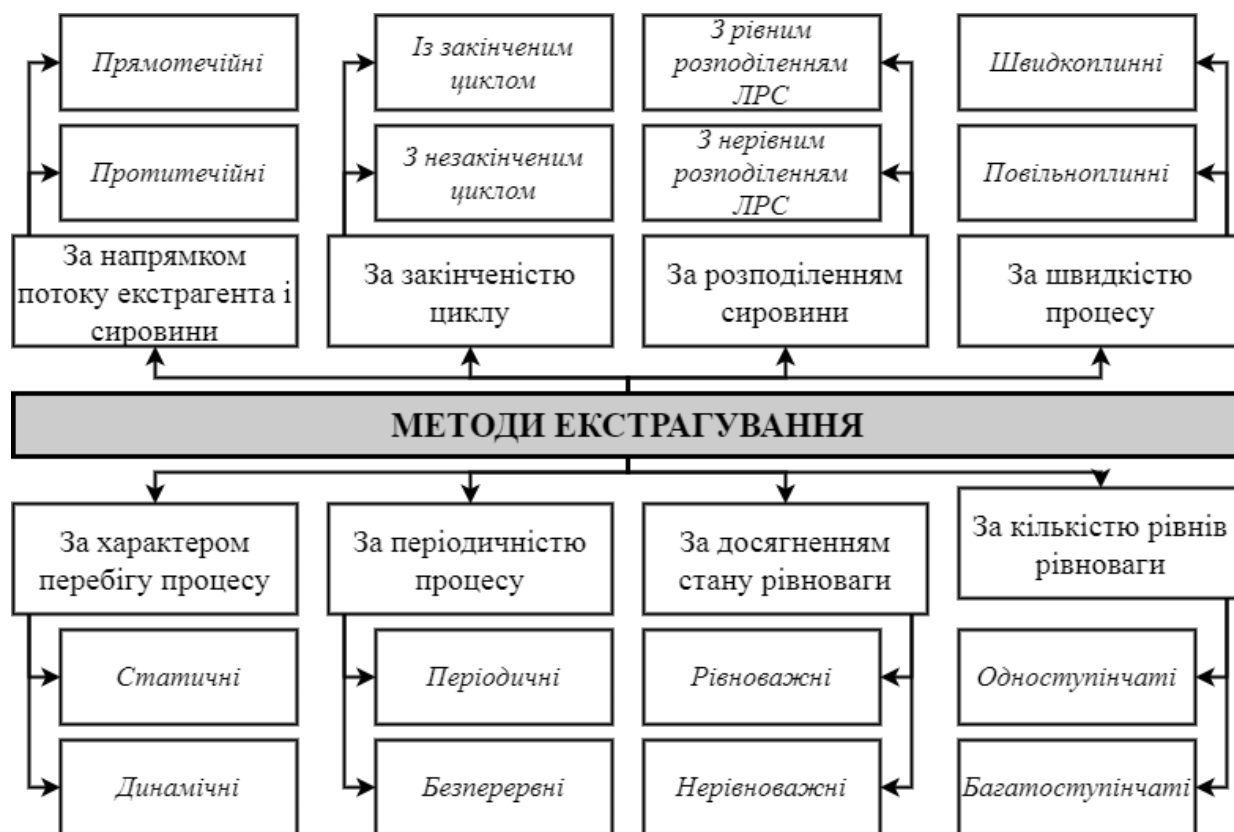 Прямотечійні
Протитечійні
За напрямком
потоку екстрагента і
сировини
Із закінченим
циклом
З незакінченим
циклом
За закінченістю
циклу
З рівним
розподіленням
ЛРС
З нерівним
розподіленням
ЛРС
За розподіленням
сировини
Швидкоплинні
Повільноплинні
За швидкістю
процесу
МЕТОДИ ЕКСТРАГУВАННЯ
За характером
перебігу процесу
Статичні
Динамічні
За періодичністю
процесу
Періодичні
Безперервні
За досягненням
стану рівноваги
Рівноважні
Нерівноважні
За кількістю рівнів
рівноваги
Одноступінчаті
Багатоступінчаті